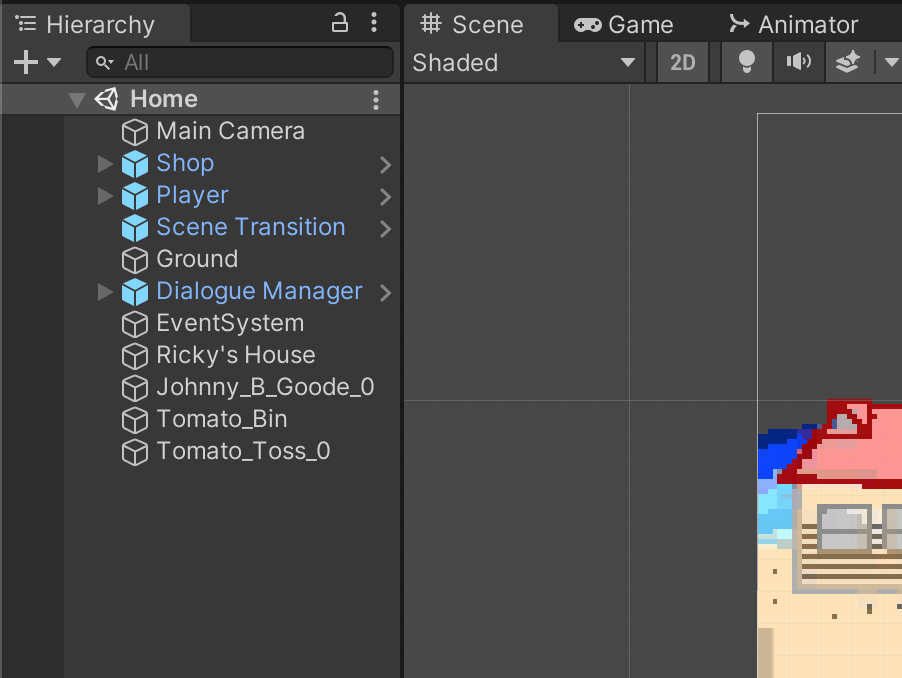 Hierarchy
Scene
Game
Animator
All
Shaded
2D
Home
Main Camera
Shop
Player
Scene Transition
Ground
Dialogue Manager
EventSystem
Ricky's House
Johnny_B_Goode_0
Tomato_Bin
Tomato_Toss_0